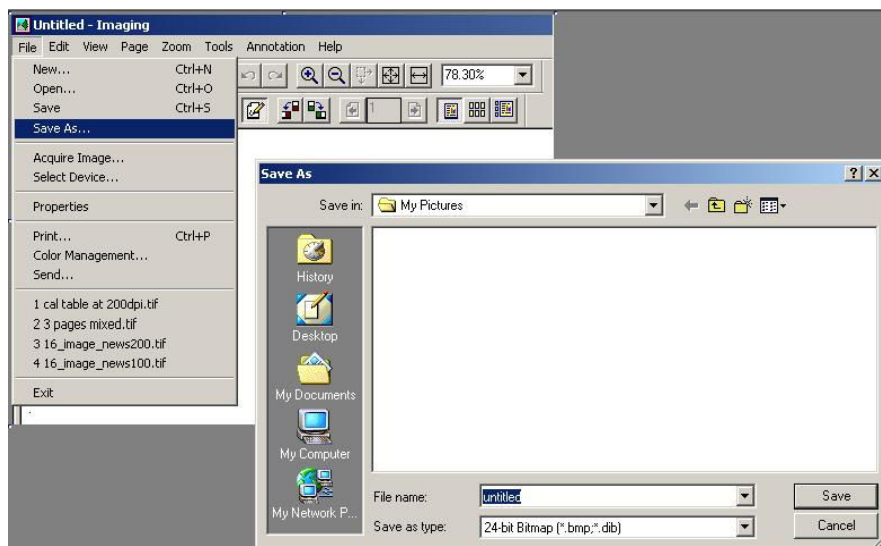 Untitled - Imaging
File Edit View Page Zoom Tools Annotation Help
New... Ctrl+N
Open... Ctrl+O
Save Ctrl+S
Save As...
Acquire Image...
Select Device...
Properties
Print... Ctrl+P
Color Management...
Send...
1 cal table at 200dpi.tif
2 3 pages mixed.tif
3 16_image_news200.tif
4 16_image_news100.tif
Exit
78.30%
1
Save As
Save in: My Pictures
History
Desktop
My Documents
My Computer
My Network P...
File name: untitled
Save
Save as type: 24-bit Bitmap (*.bmp;*.dib)
Cancel